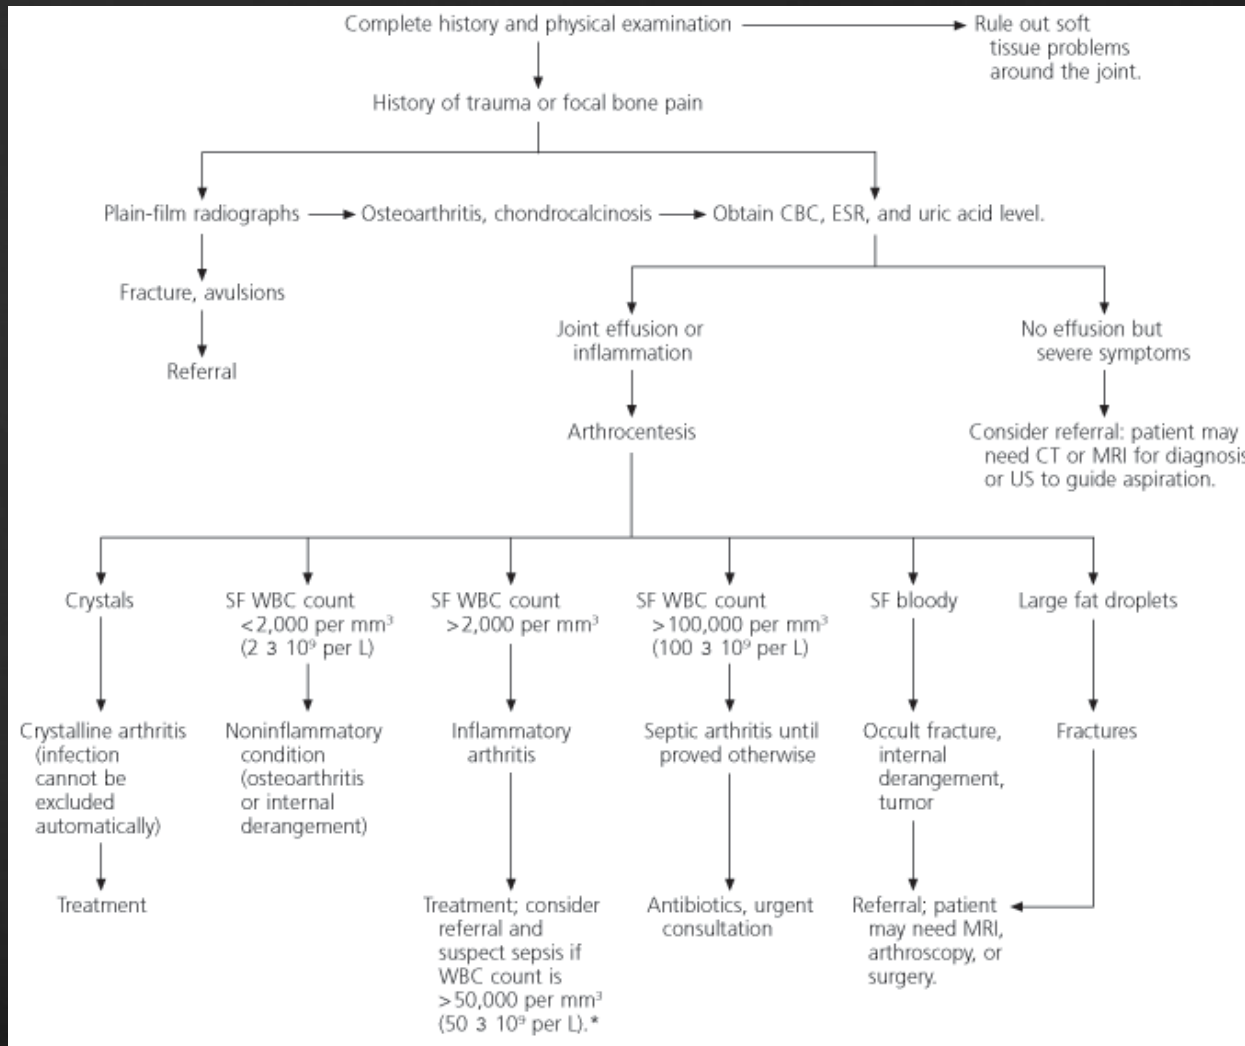 Complete history and physical examination
Rule out soft
tissue problems
around the joint.
History of trauma or focal bone pain
Plain-film radiographs
Osteoarthritis, chondrocalcinosis
Obtain CBC, ESR, and uric acid level.
Fracture, avulsions
Referral
Joint effusion or
inflammation
No effusion but
severe symptoms
Arthrocentesis
Consider referral: patient may
need CT or MRI for diagnosis
or US to guide aspiration.
Crystals
SF WBC count
<2,000 per mm³
(2 3 10⁹ per L)
SF WBC count
>2,000 per mm³
SF WBC count
>100,000 per mm³
(100 3 10⁹ per L)
SF bloody
Large fat droplets
Crystalline arthritis
(infection
cannot be
excluded
automatically)
Noninflammatory
condition
(osteoarthritis
or internal
derangement)
Inflammatory
arthritis
Septic arthritis until
proved otherwise
Occult fracture,
internal
derangement,
tumor
Fractures
Treatment
Treatment; consider
referral and
suspect sepsis if
WBC count is
>50,000 per mm³
(50 3 10⁹ per L).*
Antibiotics, urgent
consultation
Referral; patient
may need MRI,
arthroscopy, or
surgery.